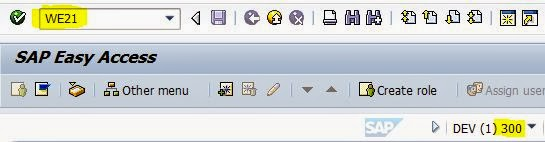 WE21
SAP Easy Access
Other menu Create role Assign user
SAP DEV (1) 300